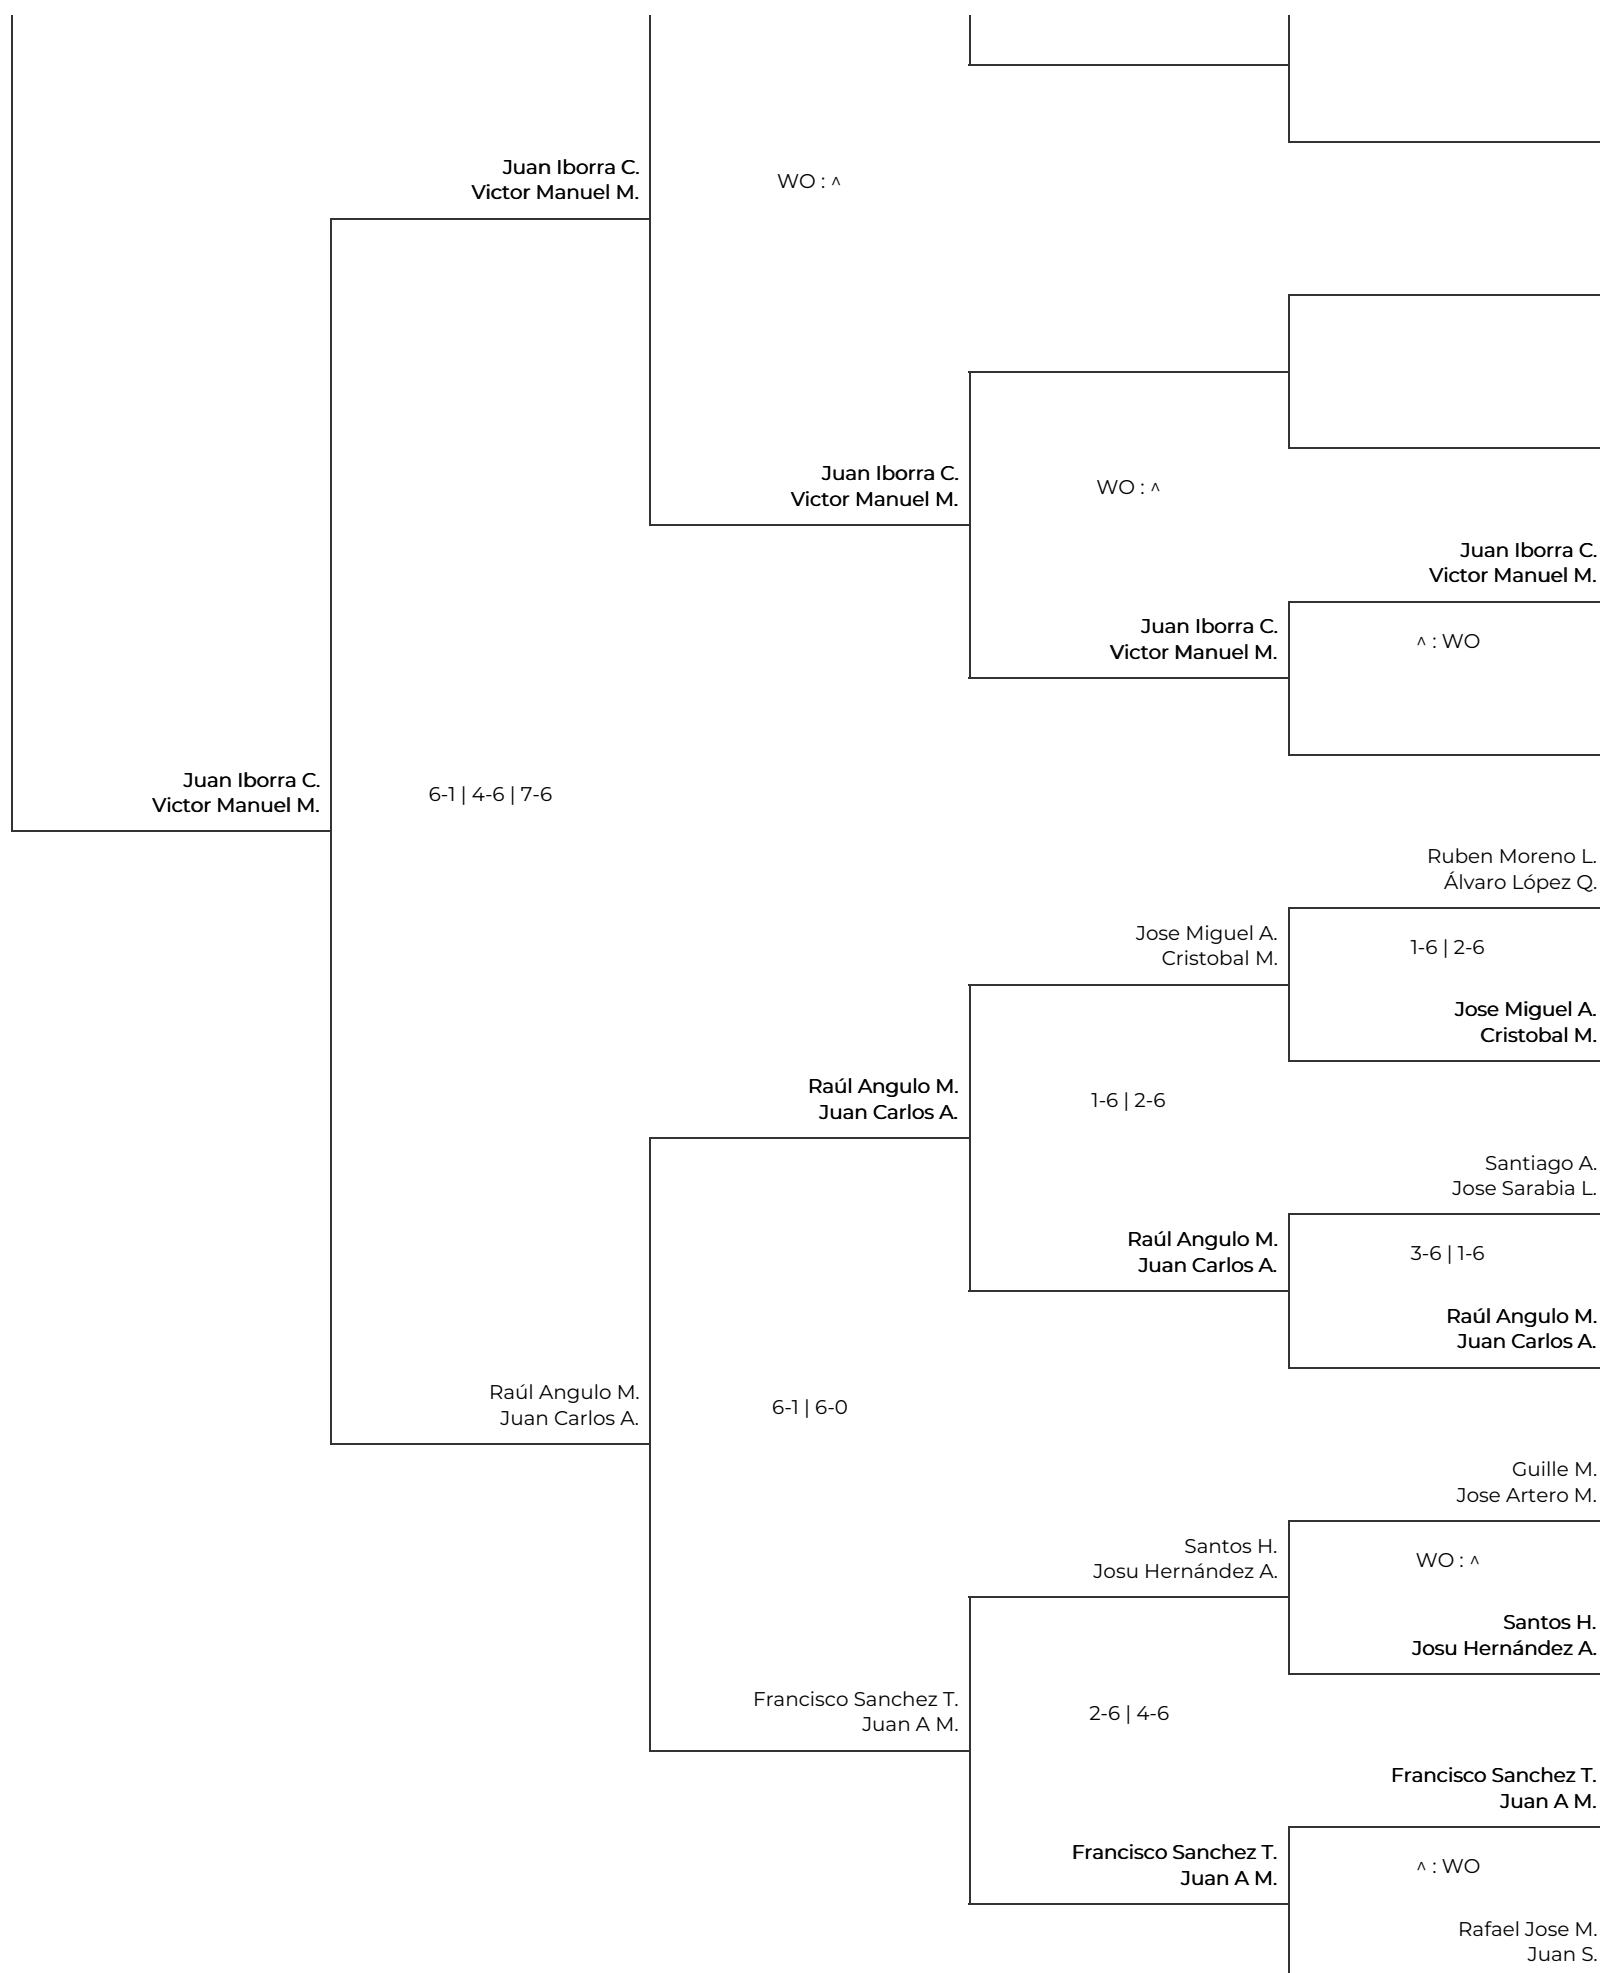 Juan Iborra C.
Victor Manuel M.
WO : ^
Juan Iborra C.
Victor Manuel M.
WO : ^
Juan Iborra C.
Victor Manuel M.
Juan Iborra C.
Victor Manuel M.
^ : WO
Juan Iborra C.
Victor Manuel M.
6-1 | 4-6 | 7-6
Ruben Moreno L.
Álvaro López Q.
Jose Miguel A.
Cristobal M.
1-6 | 2-6
Jose Miguel A.
Cristobal M.
Raúl Angulo M.
Juan Carlos A.
1-6 | 2-6
Santiago A.
Jose Sarabia L.
Raúl Angulo M.
Juan Carlos A.
3-6 | 1-6
Raúl Angulo M.
Juan Carlos A.
Raúl Angulo M.
Juan Carlos A.
6-1 | 6-0
Guille M.
Jose Artero M.
Santos H.
Josu Hernández A.
WO : ^
Santos H.
Josu Hernández A.
Francisco Sanchez T.
Juan A M.
2-6 | 4-6
Francisco Sanchez T.
Juan A M.
Francisco Sanchez T.
Juan A M.
^ : WO
Rafael Jose M.
Juan S.